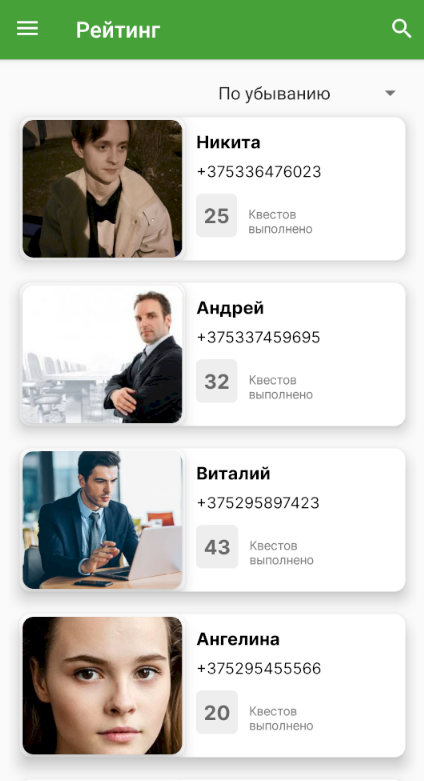 Рейтинг
По убыванию
Никита
+375336476023
25
Квестов
выполнено
Андрей
+375337459695
32
Квестов
выполнено
Виталий
+375295897423
43
Квестов
выполнено
Ангелина
+375295455566
20
Квестов
выполнено